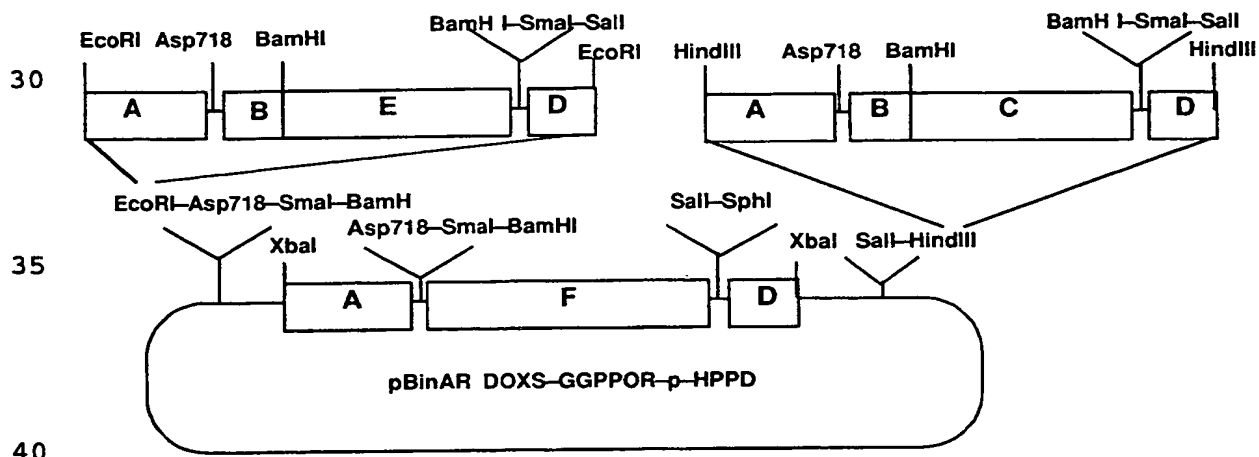 EcoRI Asp718 BamHI
BamH I–SmaI–SalI
EcoRI
HindIII Asp718 BamHI
BamH I–SmaI–SalI
HindIII
30
A B E D
A B C D
EcoRI–Asp718–SmaI–BamH
SalI–SphI
XbaI
Asp718–SmaI–BamHI
XbaI
SalI–HindIII
35
A F D
pBinAR DOXS–GGPPOR–p–HPPD
40